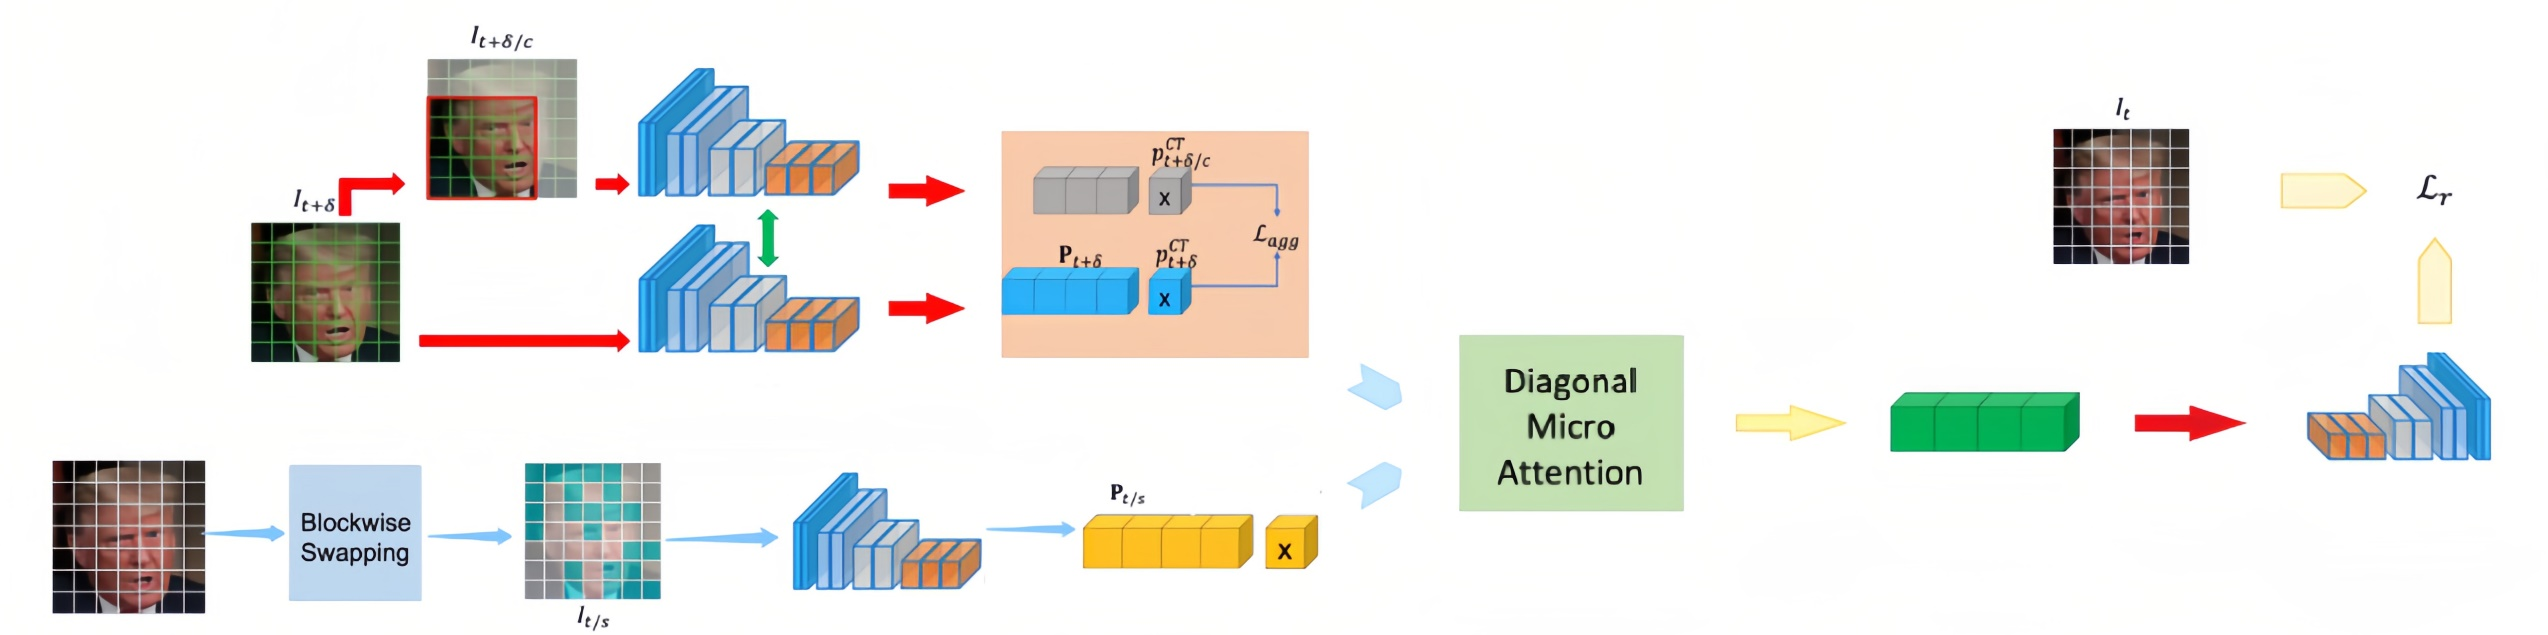 I_{t+δ/c}
I_{t+δ}
p^{CT}_{t+δ/c}
X
P_{t+δ}
p^{CT}_{t+δ}
X
ℒ_{agg}
I_t
ℒ_r
Diagonal
Micro
Attention
Blockwise
Swapping
I_{t/s}
P_{t/s}
X